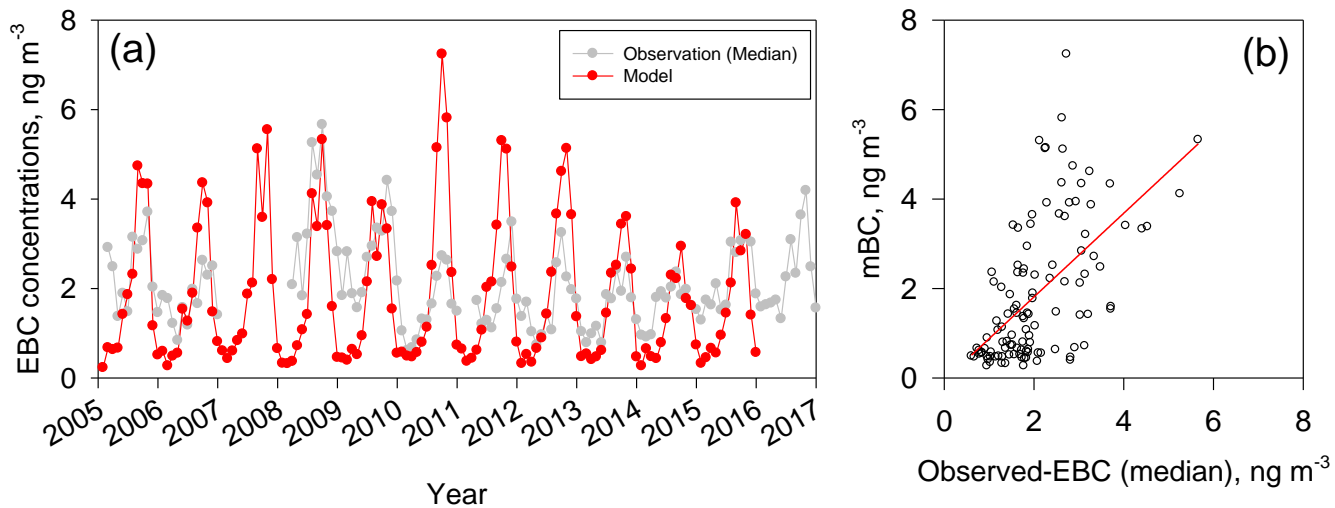 (a)
Observation (Median)
Model
EBC concentrations, ng m⁻³
8
6
4
2
0
2005 2006 2007 2008 2009 2010 2011 2012 2013 2014 2015 2016 2017
Year
(b)
mBC, ng m⁻³
8
6
4
2
0
0 2 4 6 8
Observed-EBC (median), ng m⁻³